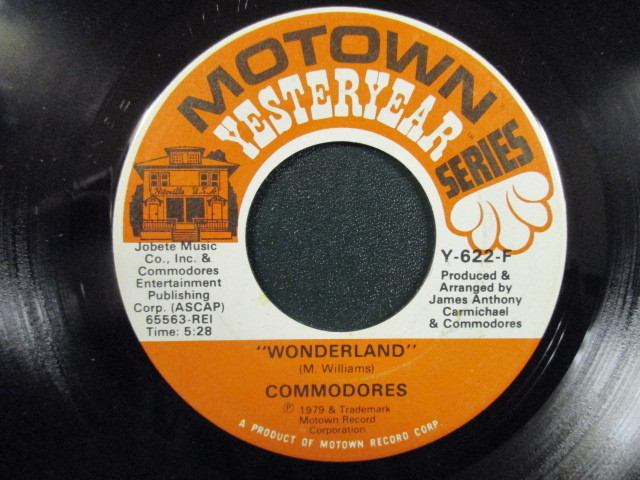 MOTOWN
YESTERYEAR
SERIES
Hitsville U.S.A.
Jobete Music
Co., Inc. &
Commodores
Entertainment
Publishing
Corp. (ASCAP)
65563-REI
Time: 5:28
Y-622-F
Produced &
Arranged by
James Anthony
Carmichael
& Commodores
"WONDERLAND"
(M. Williams)
COMMODORES
Ⓟ 1979 & Trademark
Motown Record
Corporation
A PRODUCT OF MOTOWN RECORD CORP.